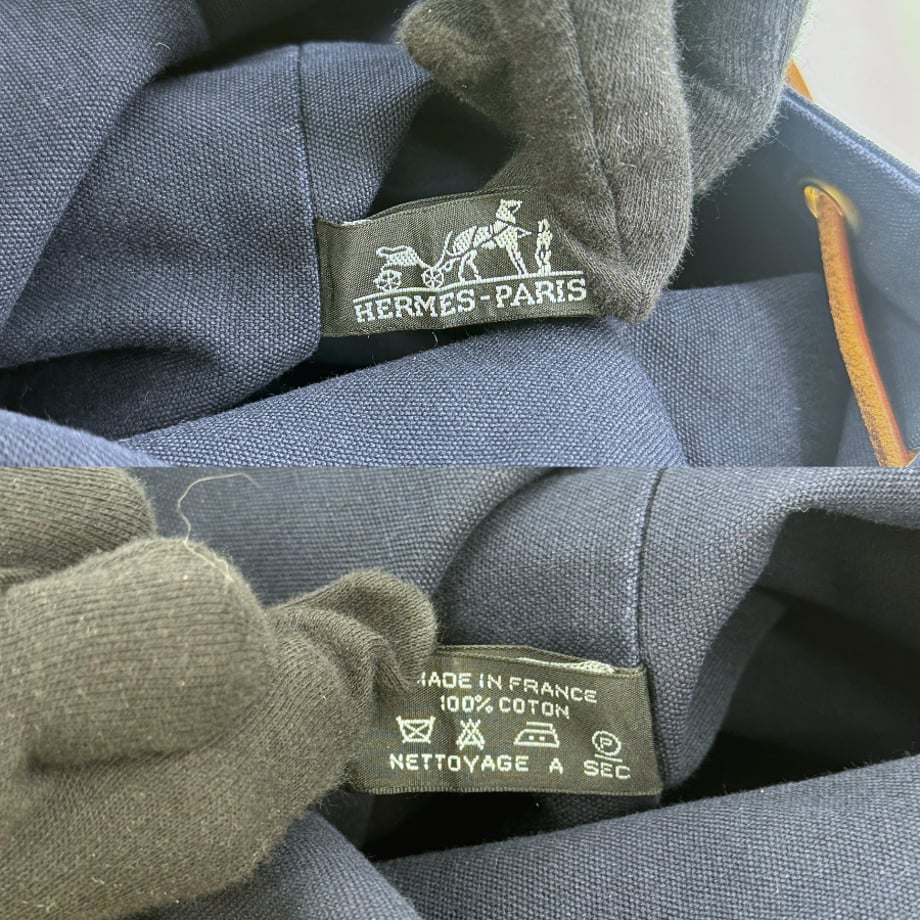 HERMES-PARIS
MADE IN FRANCE
100% COTON
P
NETTOYAGE A SEC